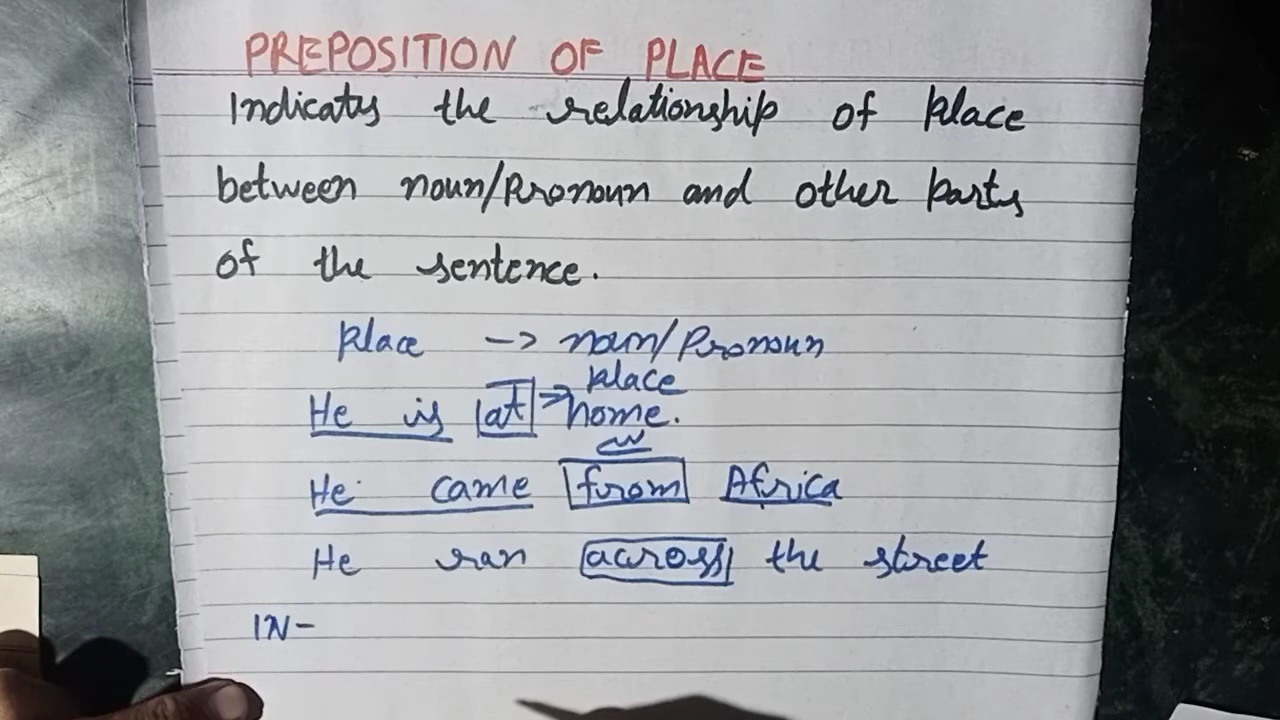 PREPOSITION OF PLACE
Indicates the relationship of place
between noun/Pronoun and other parts
of the sentence.
place -> noun/Pronoun
place
He is at => home.
He came from Africa
He ran across the street
IN-